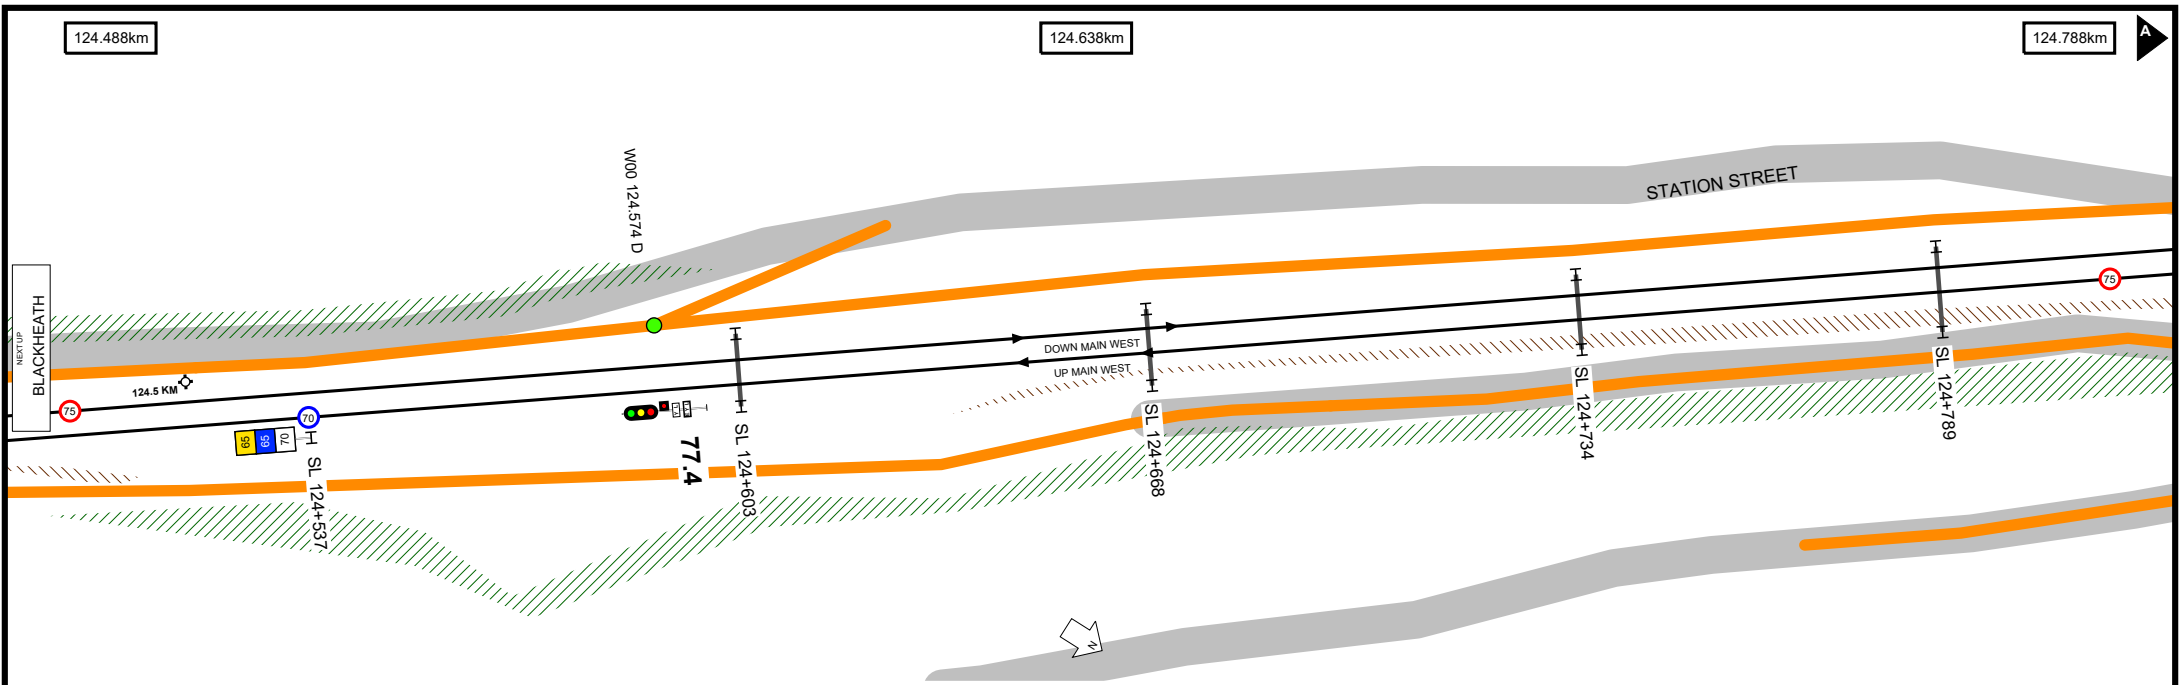 124.488km
124.638km
124.788km
A
W00 124.574 D
STATION STREET
NEXT UP
BLACKHEATH
124.5 KM
75
70
65
65
70
77.4
DOWN MAIN WEST
UP MAIN WEST
75
SL 124+537
SL 124+603
SL 124+668
SL 124+734
SL 124+789
N